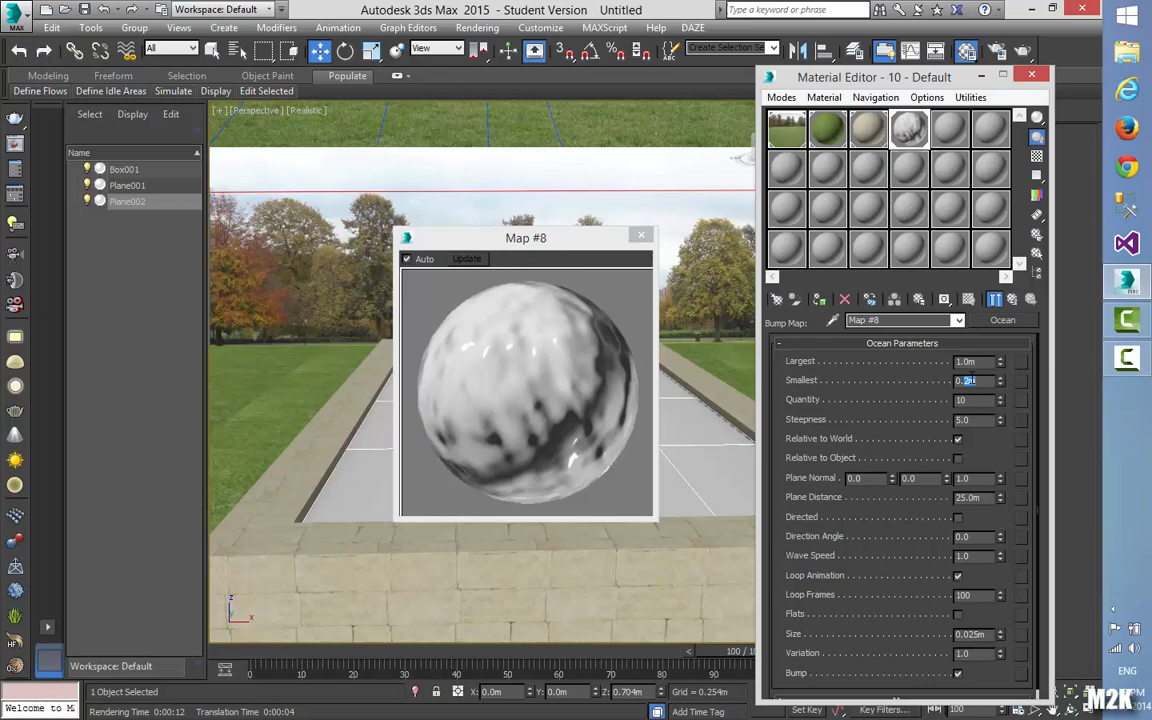 Workspace: Default
Autodesk 3ds Max 2015 - Student Version Untitled
Type a keyword or phrase
MAX
Edit Tools Group Views Create Modifiers Animation Graph Editors Rendering Customize MAXScript Help DAZE
All
View
Create Selection Se
Modeling Freeform Selection Object Paint Populate
Define Flows Define Idle Areas Simulate Display Edit Selected
Select Display Edit
Name
Box001
Plane001
Plane002
[+] [Perspective] [Realistic]
Map #8
Auto Update
Material Editor - 10 - Default
Modes Material Navigation Options Utilities
Bump Map: Map #8 Ocean
Ocean Parameters
Largest 1.0m
Smallest
Quantity 10
Steepness 5.0
Relative to World
Relative to Object
Plane Normal 0.0 0.0 1.0
Plane Distance 25.0m
Directed
Direction Angle 0.0
Wave Speed 1.0
Loop Animation
Loop Frames 100
Flats
Size 0.025m
Variation 1.0
Bump
z
y
x
Workspace: Default
0 10 20 30 40 50 60 70 80 90
1 Object Selected
X: 0.0m Y: 0.0m Z: 0.704m Grid = 0.254m
Welcome to M
Rendering Time 0:00:12 Translation Time 0:00:04
Add Time Tag
Set Key Key Filters... 100
ENG
M2K